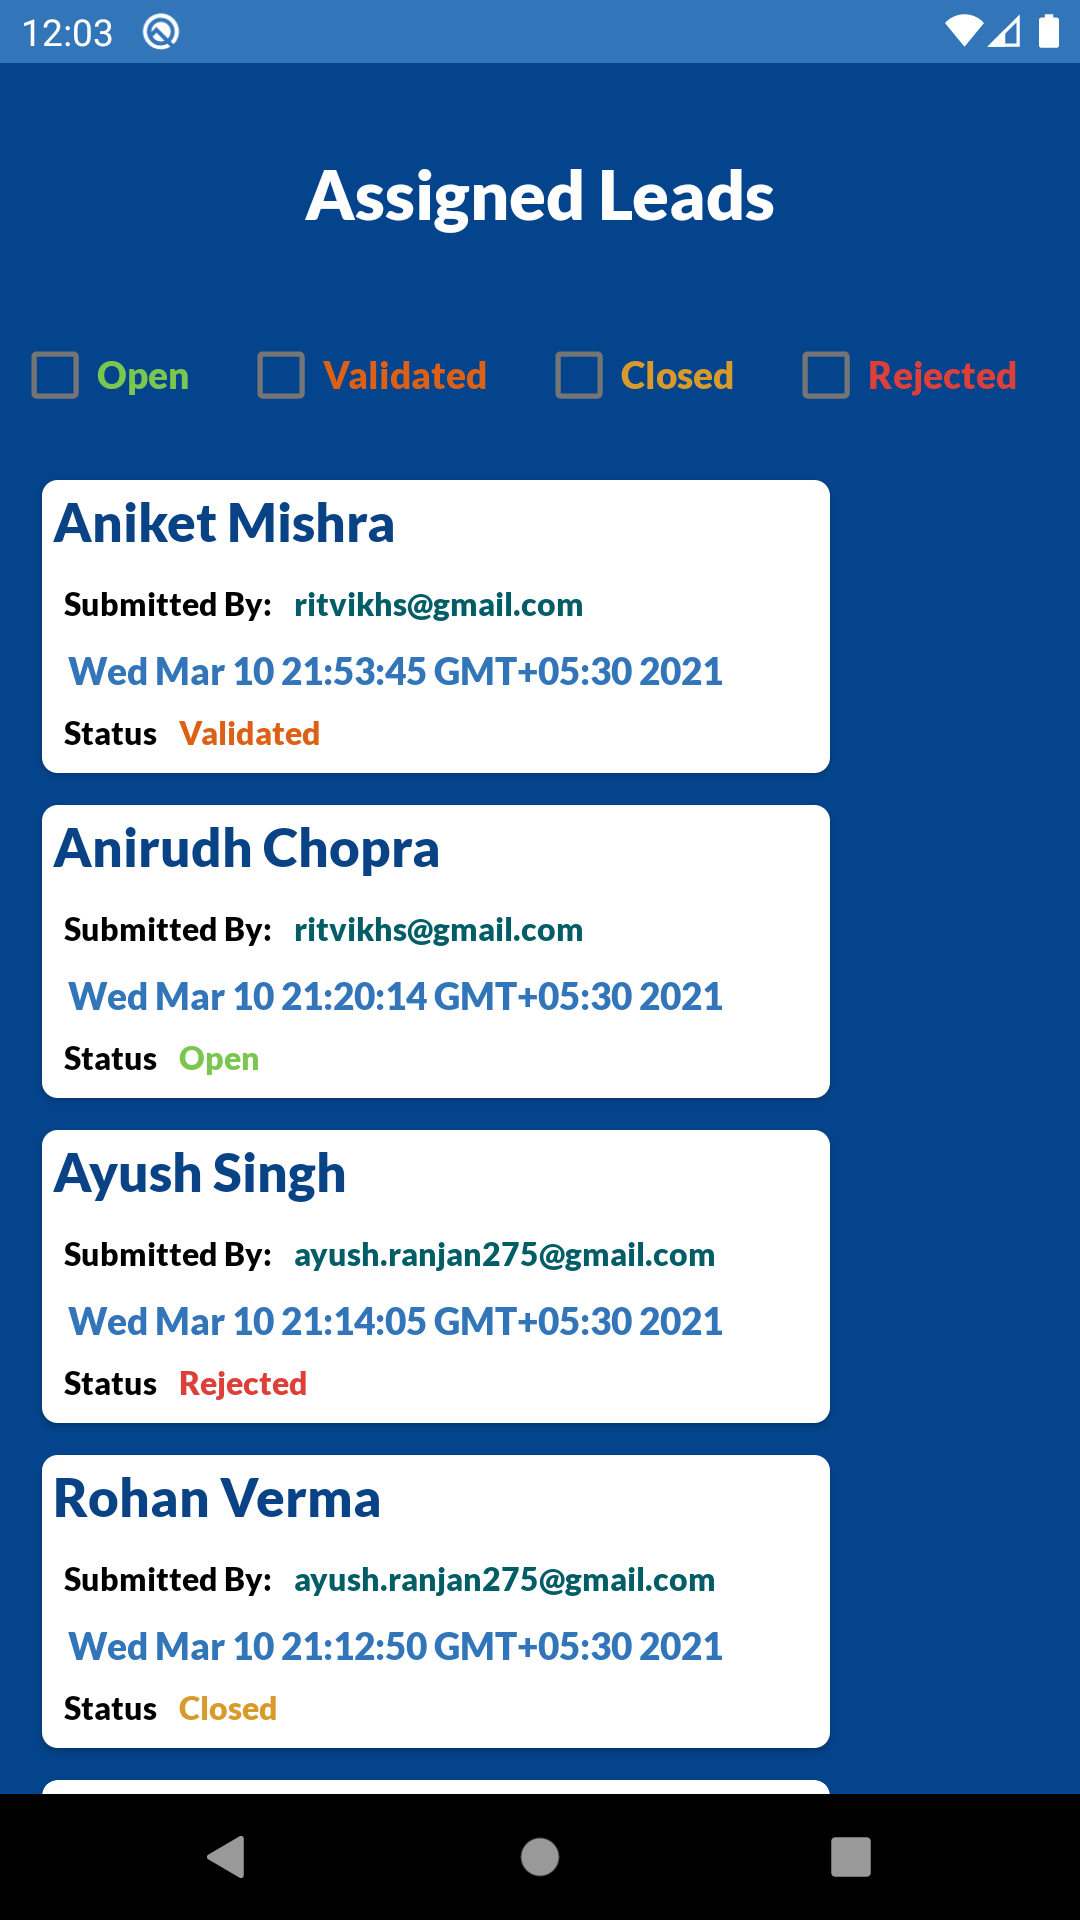 12:03
Assigned Leads
Open Validated Closed Rejected
Aniket Mishra
Submitted By: ritvikhs@gmail.com
Wed Mar 10 21:53:45 GMT+05:30 2021
Status Validated
Anirudh Chopra
Submitted By: ritvikhs@gmail.com
Wed Mar 10 21:20:14 GMT+05:30 2021
Status Open
Ayush Singh
Submitted By: ayush.ranjan275@gmail.com
Wed Mar 10 21:14:05 GMT+05:30 2021
Status Rejected
Rohan Verma
Submitted By: ayush.ranjan275@gmail.com
Wed Mar 10 21:12:50 GMT+05:30 2021
Status Closed